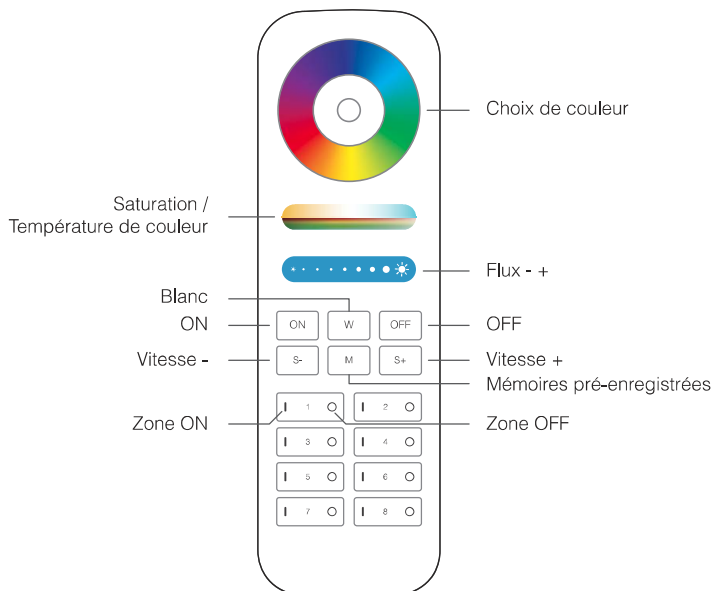 Choix de couleur
Saturation /
Température de couleur
Flux - +
Blanc
ON
ON
W
OFF
OFF
Vitesse -
S-
M
S+
Vitesse +
Mémoires pré-enregistrées
Zone ON
1
2
Zone OFF
3
4
5
6
7
8